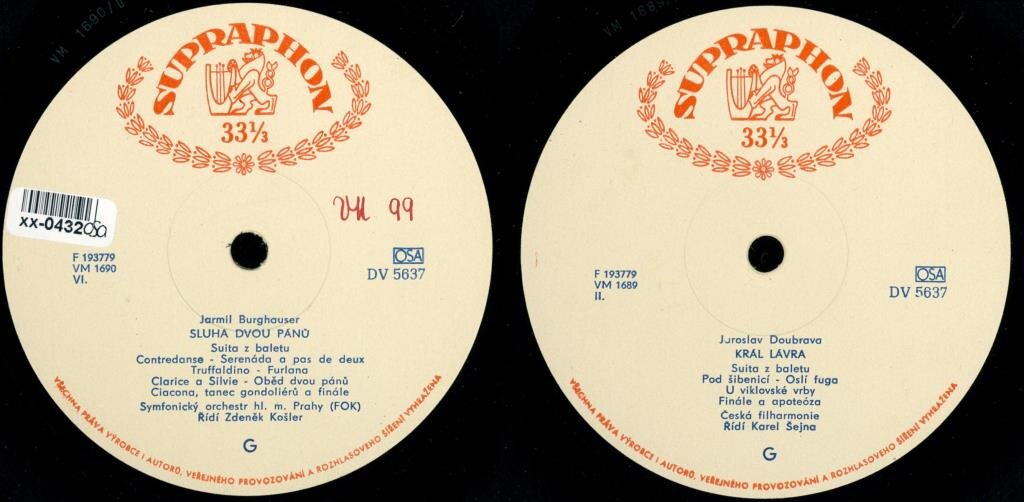 VM 1690/
SUPRAPHON
33⅓
xx-0432
VM 99
F 193779
VM 1690
VI.
OSA
DV 5637
Jarmil Burghauser
SLUHA DVOU PÁNŮ
Suita z baletu
Contredanse - Serenáda a pas de deux
Truffaldino - Furlana
Clarice a Silvie - Oběd dvou pánů
Ciacona, tanec gondoliérů a finále
Symfonický orchestr hl. m. Prahy (FOK)
Řídí Zdeněk Košler
G
VŠECHNA PRÁVA VÝROBCE I AUTORŮ, VEŘEJNÉHO PROVOZOVÁNÍ A ROZHLASOVÉHO ŠÍŘENÍ VYHRAŽENA
VM 1689
SUPRAPHON
33⅓
F 193779
VM 1689
II.
OSA
DV 5637
Jaroslav Doubrava
KRÁL LÁVRA
Suita z baletu
Pod šibenicí - Oslí fuga
U viklovské vrby
Finále a apoteóza
Česká filharmonie
Řídí Karel Šejna
G
VŠECHNA PRÁVA VÝROBCE I AUTORŮ, VEŘEJNÉHO PROVOZOVÁNÍ A ROZHLASOVÉHO ŠÍŘENÍ VYHRAŽENA